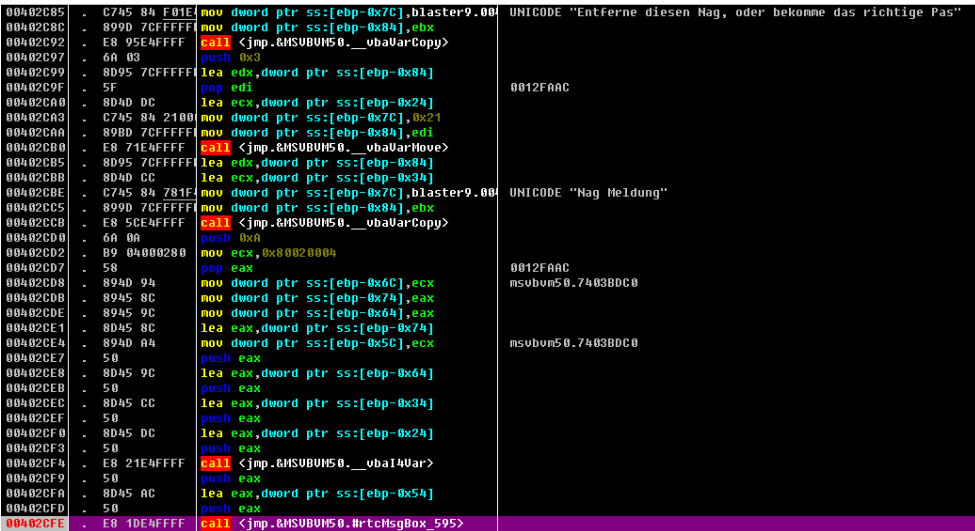 00402C85 . C745 84 F01E4 mov dword ptr ss:[ebp-0x7C],blaster9.004 UNICODE "Entferne diesen Nag, oder bekomme das richtige Pas"
00402C8C . 899D 7CFFFFFF mov dword ptr ss:[ebp-0x84],ebx
00402C92 . E8 95E4FFFF call <jmp.&MSVBVM50.__vbaVarCopy>
00402C97 . 6A 03 push 0x3
00402C99 . 8D95 7CFFFFFF lea edx,dword ptr ss:[ebp-0x84]
00402C9F . 5F pop edi 0012FAAC
00402CA0 . 8D4D DC lea ecx,dword ptr ss:[ebp-0x24]
00402CA3 . C745 84 2100 mov dword ptr ss:[ebp-0x7C],0x21
00402CAA . 89BD 7CFFFFFF mov dword ptr ss:[ebp-0x84],edi
00402CB0 . E8 71E4FFFF call <jmp.&MSVBVM50.__vbaVarMove>
00402CB5 . 8D95 7CFFFFFF lea edx,dword ptr ss:[ebp-0x84]
00402CBB . 8D4D CC lea ecx,dword ptr ss:[ebp-0x34]
00402CBE . C745 84 781F4 mov dword ptr ss:[ebp-0x7C],blaster9.004 UNICODE "Nag Meldung"
00402CC5 . 899D 7CFFFFFF mov dword ptr ss:[ebp-0x84],ebx
00402CCB . E8 5CE4FFFF call <jmp.&MSVBVM50.__vbaVarCopy>
00402CD0 . 6A 0A push 0xA
00402CD2 . B9 04000280 mov ecx,0x80020004
00402CD7 . 58 pop eax 0012FAAC
00402CD8 . 894D 94 mov dword ptr ss:[ebp-0x6C],ecx msvbvm50.7403BDC0
00402CDB . 8945 8C mov dword ptr ss:[ebp-0x74],eax
00402CDE . 8945 9C mov dword ptr ss:[ebp-0x64],eax
00402CE1 . 8D45 8C lea eax,dword ptr ss:[ebp-0x74]
00402CE4 . 894D A4 mov dword ptr ss:[ebp-0x5C],ecx msvbvm50.7403BDC0
00402CE7 . 50 push eax
00402CE8 . 8D45 9C lea eax,dword ptr ss:[ebp-0x64]
00402CEB . 50 push eax
00402CEC . 8D45 CC lea eax,dword ptr ss:[ebp-0x34]
00402CEF . 50 push eax
00402CF0 . 8D45 DC lea eax,dword ptr ss:[ebp-0x24]
00402CF3 . 50 push eax
00402CF4 . E8 21E4FFFF call <jmp.&MSVBVM50.__vbaI4Var>
00402CF9 . 50 push eax
00402CFA . 8D45 AC lea eax,dword ptr ss:[ebp-0x54]
00402CFD . 50 push eax
00402CFE . E8 1DE4FFFF call <jmp.&MSVBVM50.#rtcMsgBox_595>